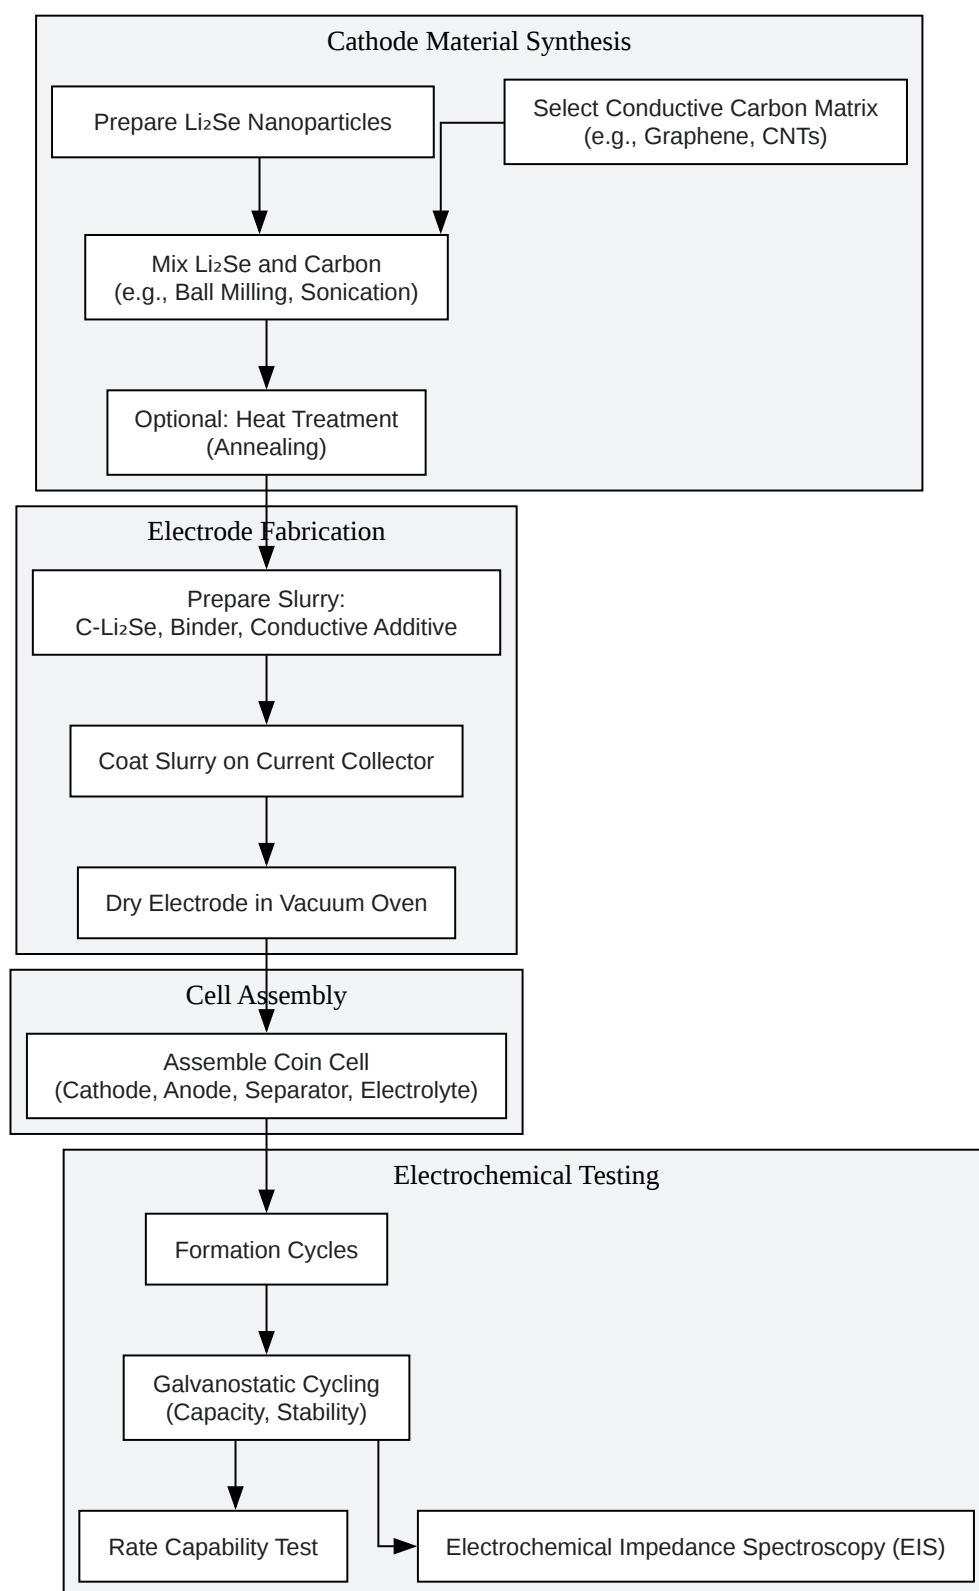 Cathode Material Synthesis
Prepare Li₂Se Nanoparticles
Select Conductive Carbon Matrix
(e.g., Graphene, CNTs)
Mix Li₂Se and Carbon
(e.g., Ball Milling, Sonication)
Optional: Heat Treatment
(Annealing)
Electrode Fabrication
Prepare Slurry:
C-Li₂Se, Binder, Conductive Additive
Coat Slurry on Current Collector
Dry Electrode in Vacuum Oven
Cell Assembly
Assemble Coin Cell
(Cathode, Anode, Separator, Electrolyte)
Electrochemical Testing
Formation Cycles
Galvanostatic Cycling
(Capacity, Stability)
Rate Capability Test
Electrochemical Impedance Spectroscopy (EIS)